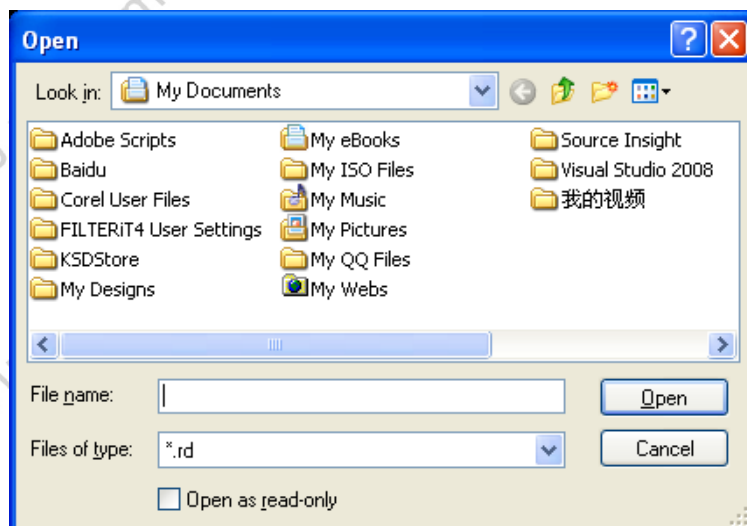 Open
Look in: My Documents
Adobe Scripts
Baidu
Corel User Files
FILTERiT4 User Settings
KSDStore
My Designs
My eBooks
My ISO Files
My Music
My Pictures
My QQ Files
My Webs
Source Insight
Visual Studio 2008
我的视频
File name:
Open
Files of type: *.rd
Cancel
Open as read-only